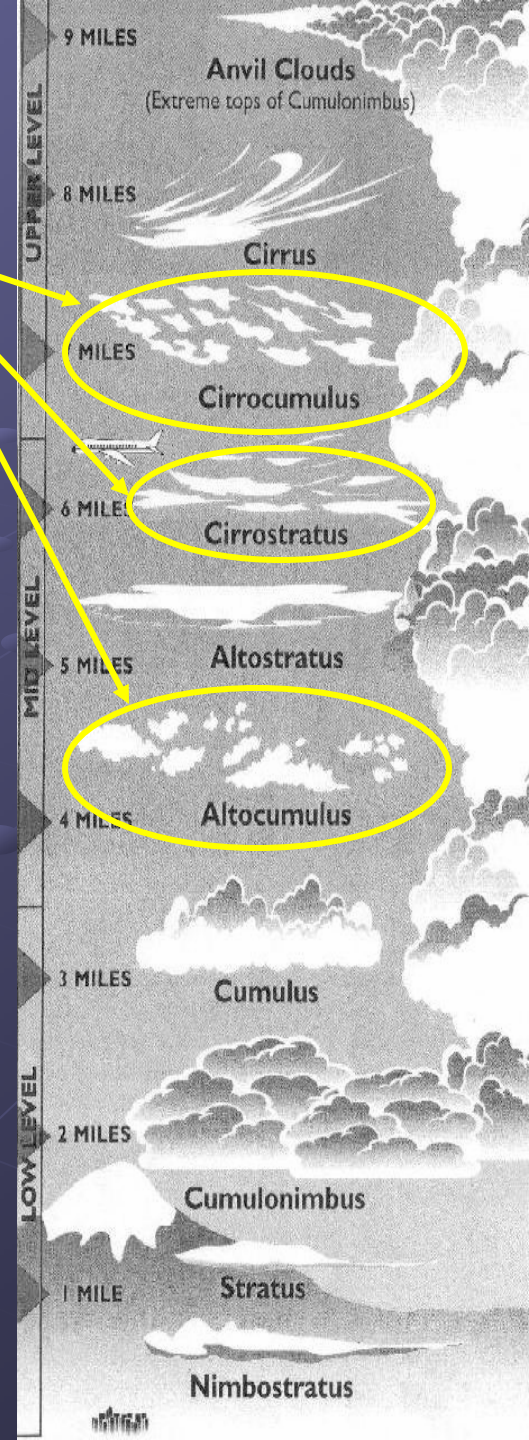 9 MILES
Anvil Clouds
(Extreme tops of Cumulonimbus)
UPPER LEVEL
8 MILES
Cirrus
7 MILES
Cirrocumulus
6 MILES
Cirrostratus
MID LEVEL
5 MILES
Altostratus
4 MILES
Altocumulus
3 MILES
Cumulus
LOW LEVEL
2 MILES
Cumulonimbus
1 MILE
Stratus
Nimbostratus